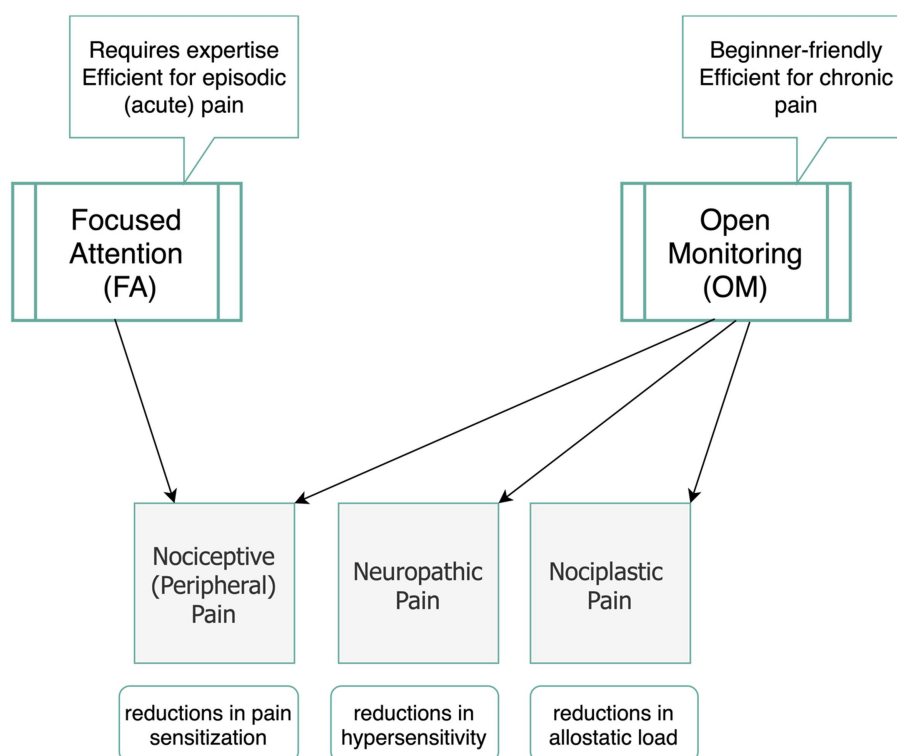 Requires expertise
Efficient for episodic
(acute) pain
Beginner-friendly
Efficient for chronic
pain
Focused
Attention
(FA)
Open
Monitoring
(OM)
Nociceptive
(Peripheral)
Pain
Neuropathic
Pain
Nociplastic
Pain
reductions in pain
sensitization
reductions in
hypersensitivity
reductions in
allostatic load